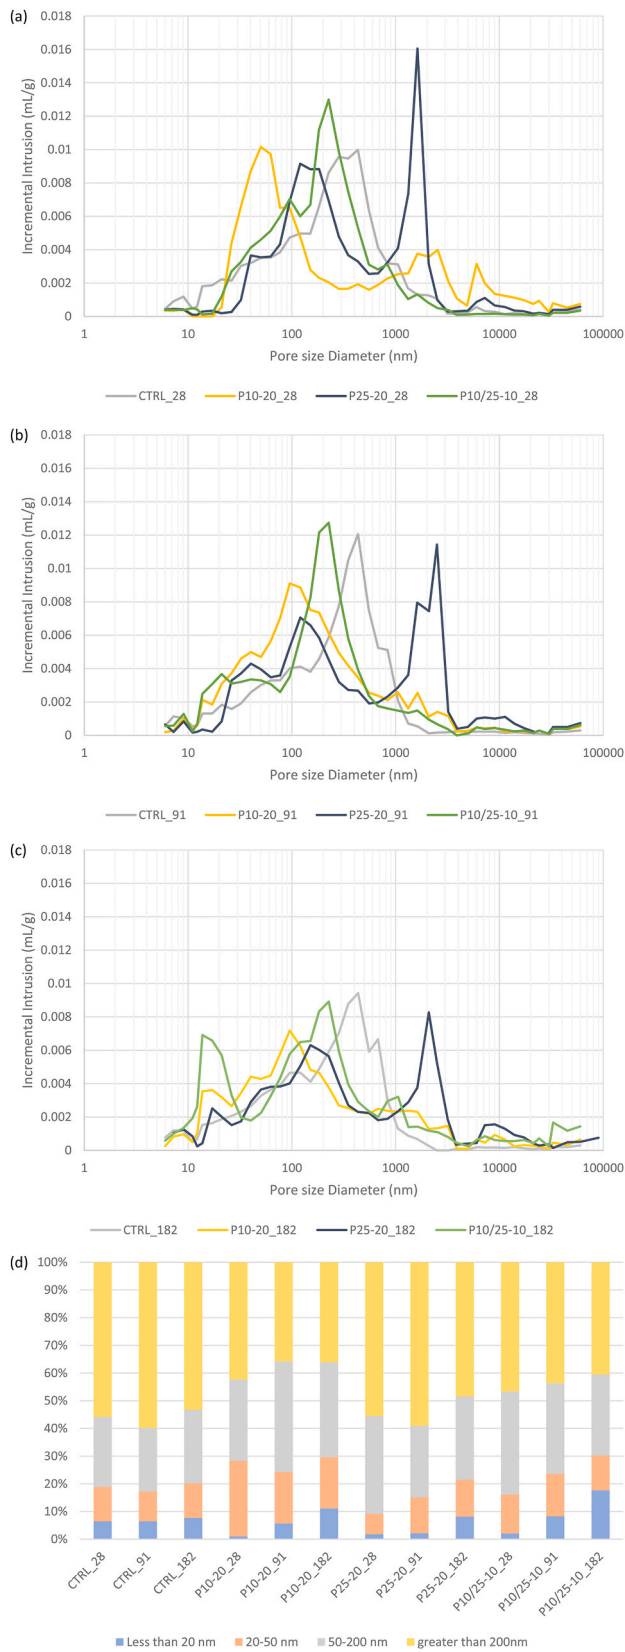 (a)
0.018
0.016
0.014
0.012
0.01
0.008
0.006
0.004
0.002
0
Incremental Intrusion (mL/g)
1 10 100 1000 10000 100000
Pore size Diameter (nm)
CTRL_28 P10-20_28 P25-20_28 P10/25-10_28
(b)
0.018
0.016
0.014
0.012
0.01
0.008
0.006
0.004
0.002
0
Incremental Intrusion (mL/g)
1 10 100 1000 10000 100000
Pore size Diameter (nm)
CTRL_91 P10-20_91 P25-20_91 P10/25-10_91
(c)
0.018
0.016
0.014
0.012
0.01
0.008
0.006
0.004
0.002
0
Incremental Intrusion (mL/g)
1 10 100 1000 10000 100000
Pore size Diameter (nm)
CTRL_182 P10-20_182 P25-20_182 P10/25-10_182
(d)
100%
90%
80%
70%
60%
50%
40%
30%
20%
10%
0%
CTRL_28 CTRL_91 CTRL_182 P10-20_28 P10-20_91 P10-20_182 P25-20_28 P25-20_91 P25-20_182 P10/25-10_28 P10/25-10_91 P10/25-10_182
Less than 20 nm 20-50 nm 50-200 nm greater than 200nm